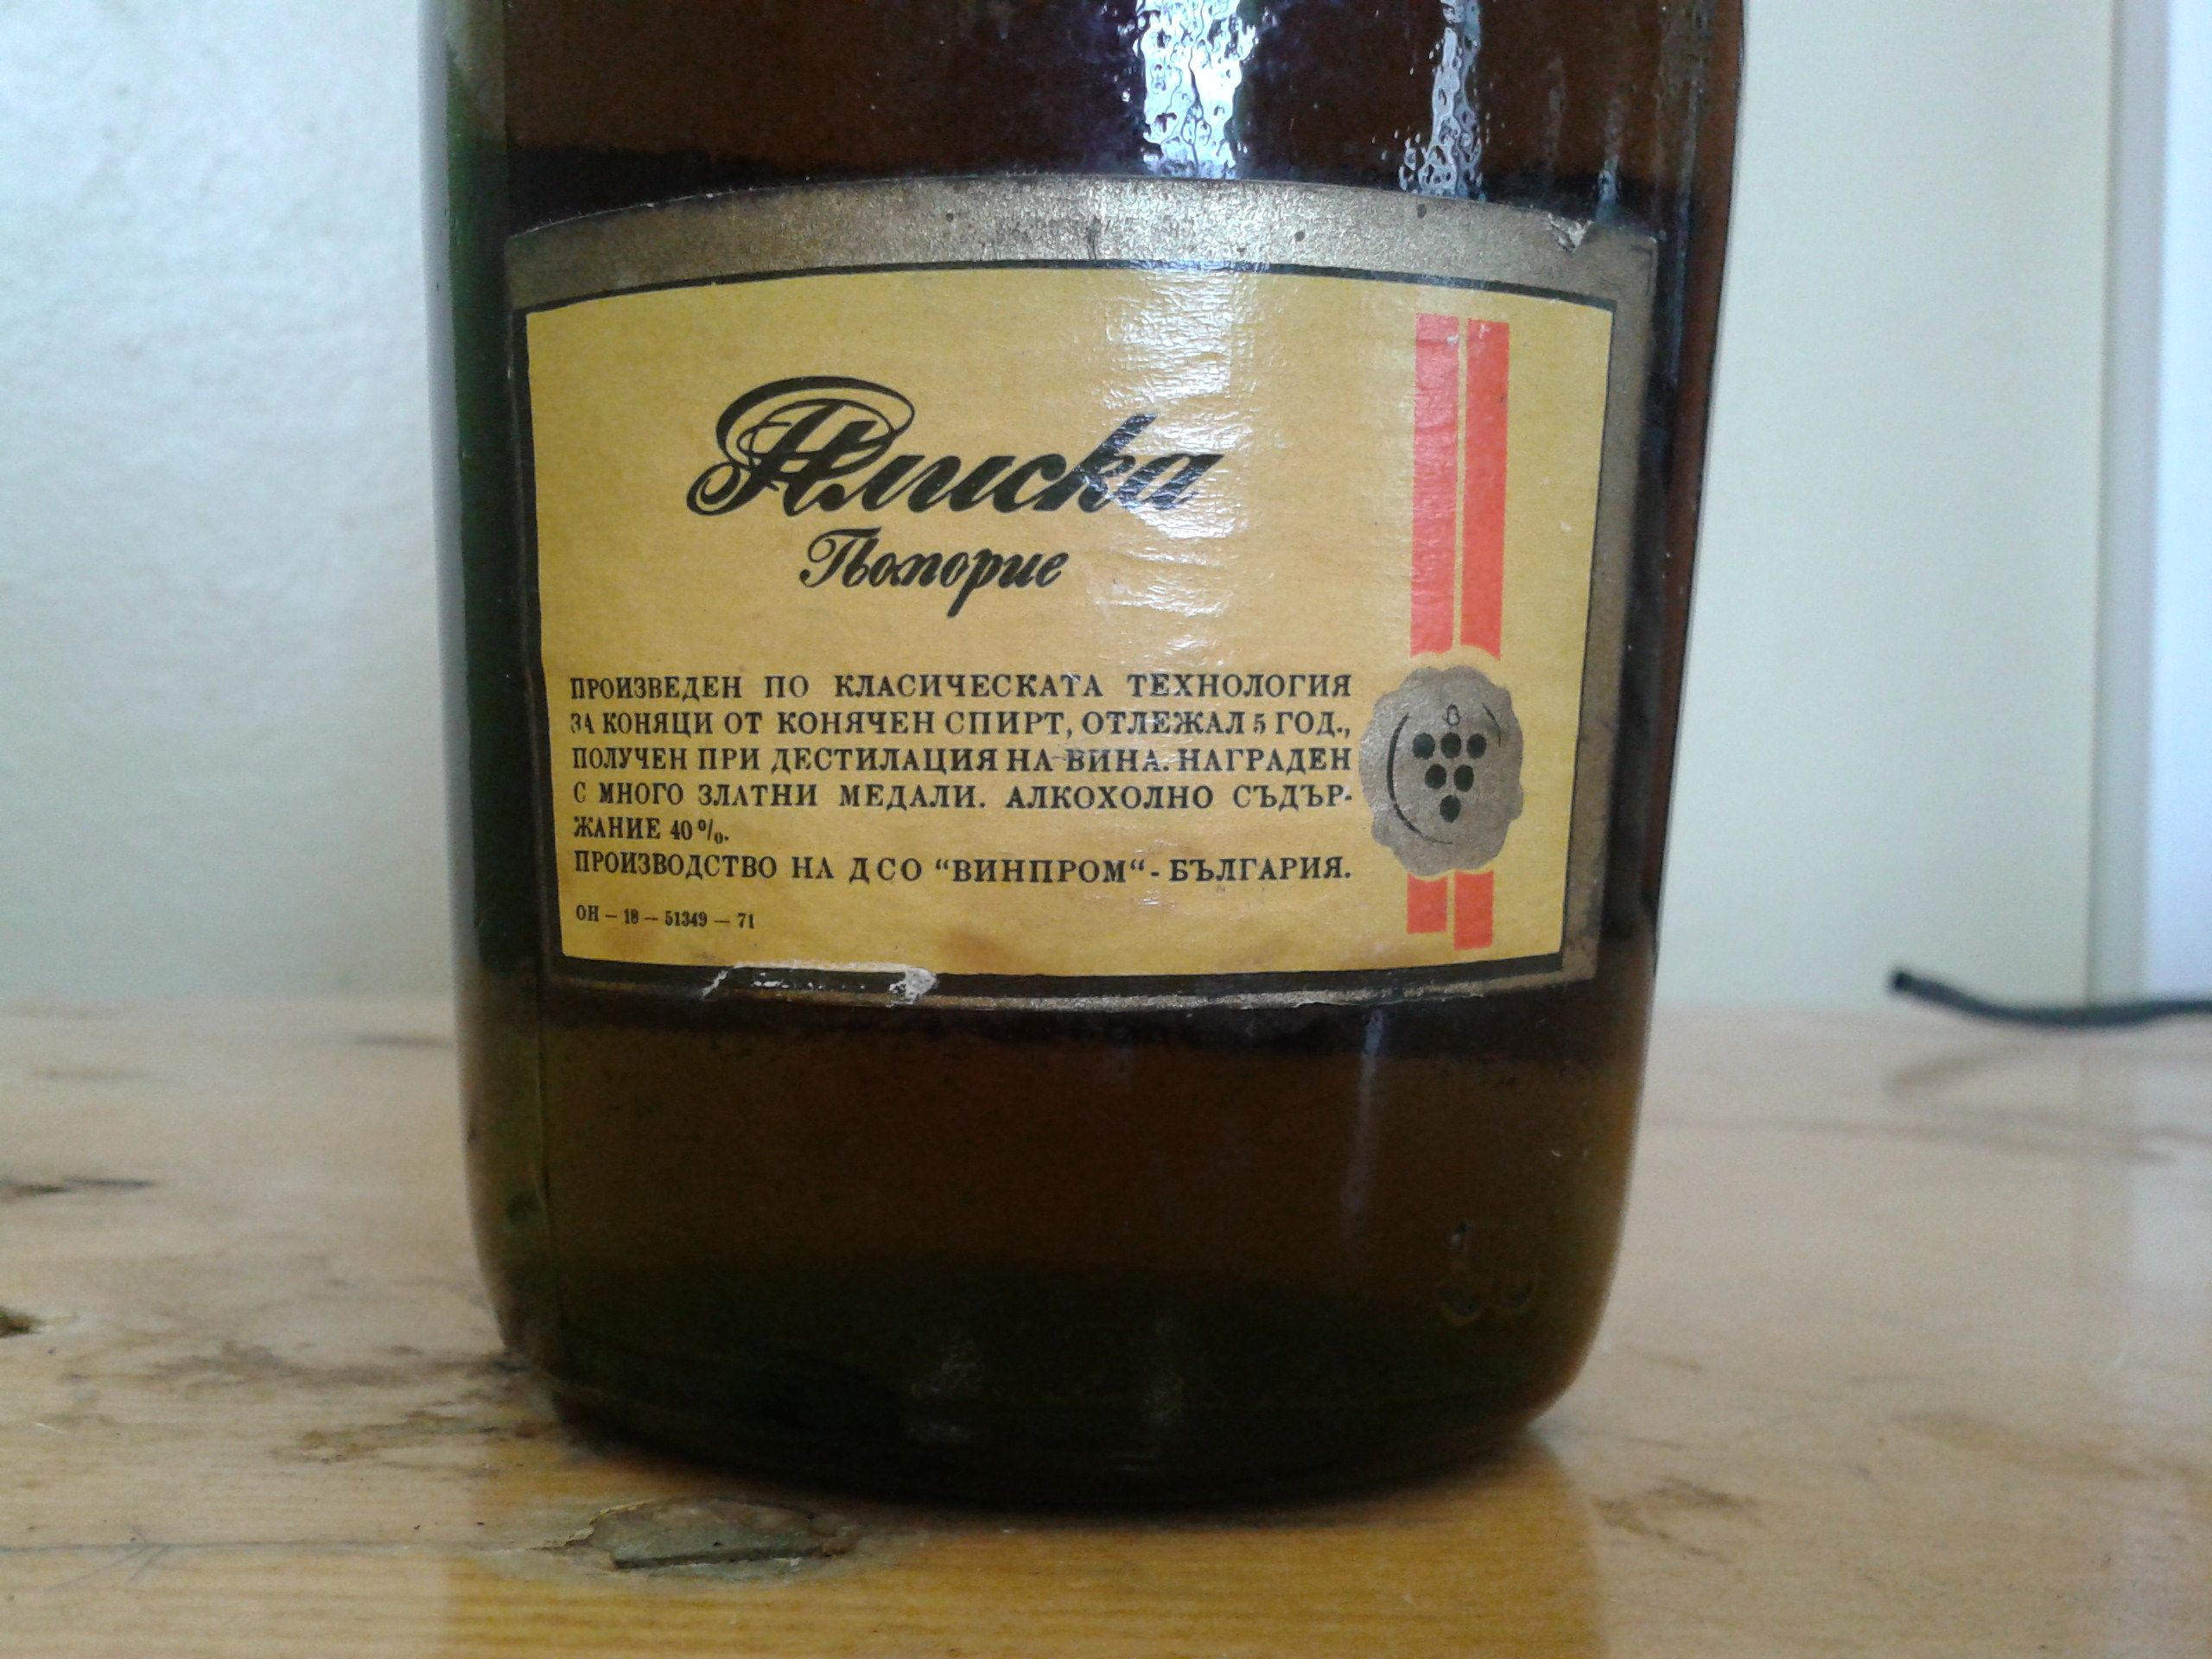 Плиска
Поморие
ПРОИЗВЕДЕН ПО КЛАСИЧЕСКАТА ТЕХНОЛОГИЯ
ЗА КОНЯЦИ ОТ КОНЯЧЕН СПИРТ, ОТЛЕЖАЛ 5 ГОД.,
ПОЛУЧЕН ПРИ ДЕСТИЛАЦИЯ НА ВИНА. НАГРАДЕН
С МНОГО ЗЛАТНИ МЕДАЛИ. АЛКОХОЛНО СЪДЪР-
ЖАНИЕ 40 %.
ПРОИЗВОДСТВО НА ДСО “ВИНПРОМ“ - БЪЛГАРИЯ.
ОН — 18 — 51349 — 71